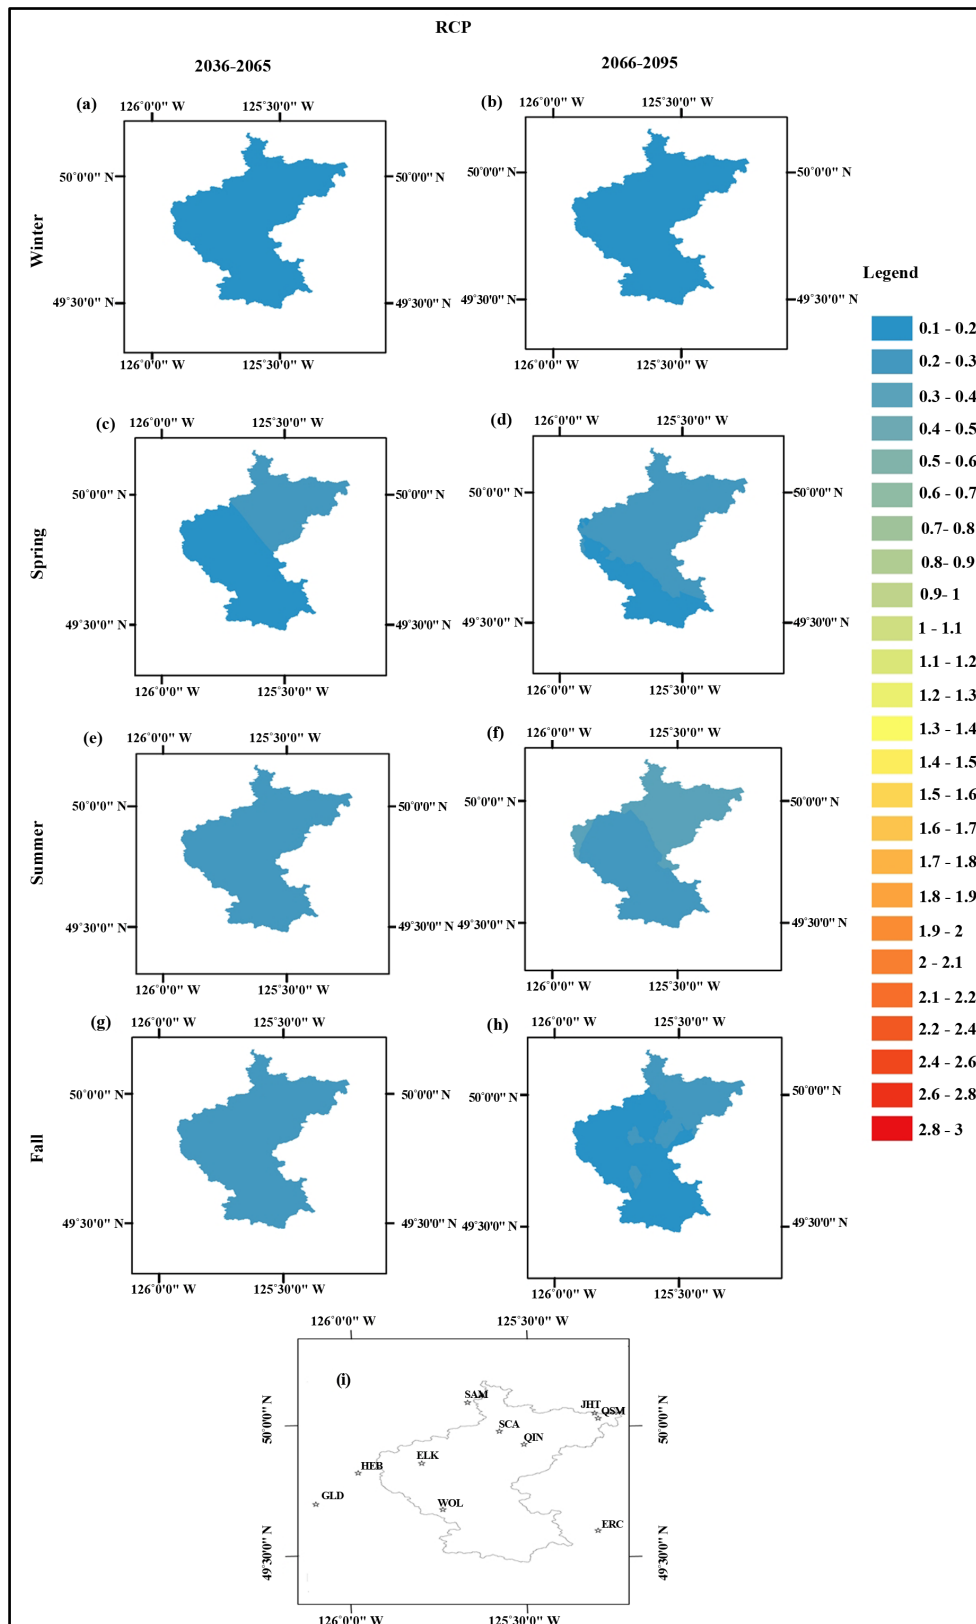 RCP
2036-2065
2066-2095
(a)
126°0'0" W
125°30'0" W
50°0'0" N
50°0'0" N
49°30'0" N
49°30'0" N
126°0'0" W
125°30'0" W
Winter
(b)
126°0'0" W
125°30'0" W
50°0'0" N
50°0'0" N
49°30'0" N
49°30'0" N
126°0'0" W
125°30'0" W
(c)
126°0'0" W
125°30'0" W
50°0'0" N
50°0'0" N
49°30'0" N
49°30'0" N
126°0'0" W
125°30'0" W
Spring
(d)
126°0'0" W
125°30'0" W
50°0'0" N
50°0'0" N
49°30'0" N
49°30'0" N
126°0'0" W
125°30'0" W
(e)
126°0'0" W
125°30'0" W
50°0'0" N
50°0'0" N
49°30'0" N
49°30'0" N
126°0'0" W
125°30'0" W
Summer
(f)
126°0'0" W
125°30'0" W
50°0'0" N
50°0'0" N
49°30'0" N
49°30'0" N
126°0'0" W
125°30'0" W
(g)
126°0'0" W
125°30'0" W
50°0'0" N
50°0'0" N
49°30'0" N
49°30'0" N
126°0'0" W
125°30'0" W
Fall
(h)
126°0'0" W
125°30'0" W
50°0'0" N
50°0'0" N
49°30'0" N
49°30'0" N
126°0'0" W
125°30'0" W
Legend
0.1 - 0.2
0.2 - 0.3
0.3 - 0.4
0.4 - 0.5
0.5 - 0.6
0.6 - 0.7
0.7- 0.8
0.8- 0.9
0.9- 1
1 - 1.1
1.1 - 1.2
1.2 - 1.3
1.3 - 1.4
1.4 - 1.5
1.5 - 1.6
1.6 - 1.7
1.7 - 1.8
1.8 - 1.9
1.9 - 2
2 - 2.1
2.1 - 2.2
2.2 - 2.4
2.4 - 2.6
2.6 - 2.8
2.8 - 3
126°0'0" W
125°30'0" W
(i)
50°0'0" N
50°0'0" N
49°30'0" N
49°30'0" N
SAM
JHT
QSM
SCA
QIN
ELK
HEB
GLD
WOL
ERC
126°0'0" W
125°30'0" W